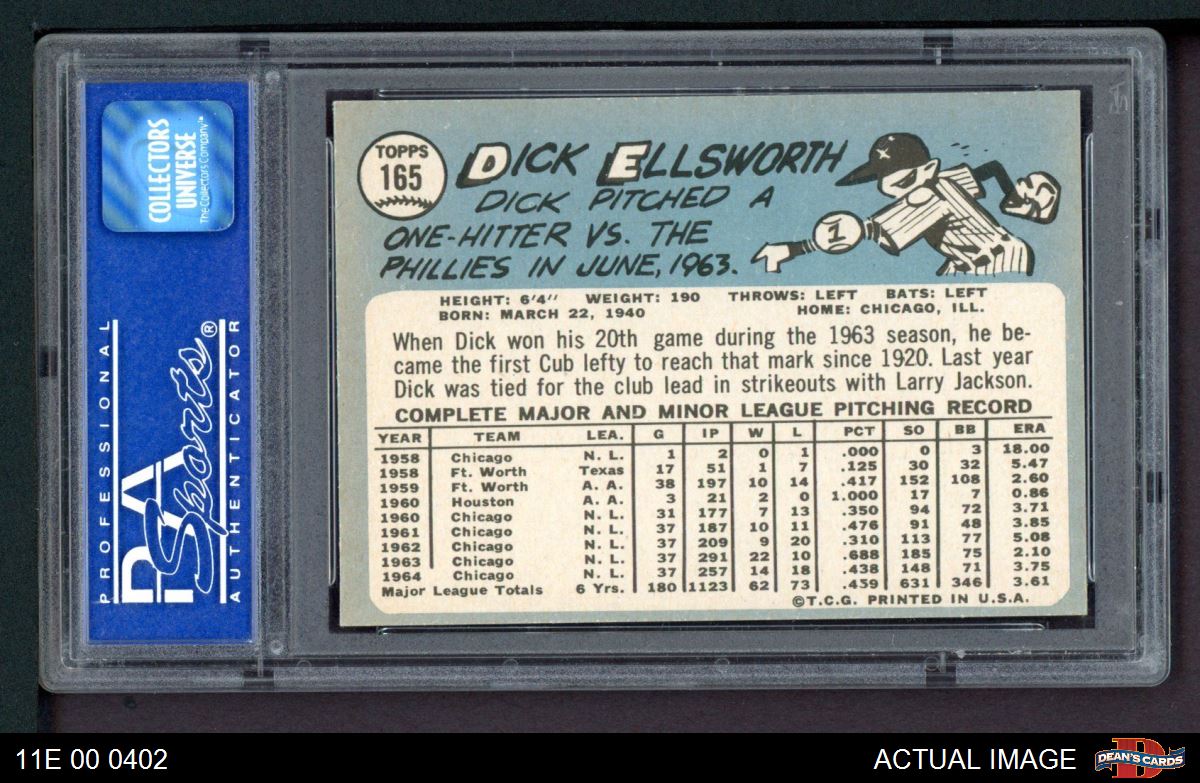 COLLECTORS
UNIVERSE
The Collectors Company™
PROFESSIONAL
PSA
Sports®
AUTHENTICATOR
TOPPS
165
DICK ELLSWORTH
DICK PITCHED A
ONE-HITTER VS. THE
PHILLIES IN JUNE, 1963.
1
HEIGHT: 6'4" WEIGHT: 190 THROWS: LEFT BATS: LEFT
BORN: MARCH 22, 1940 HOME: CHICAGO, ILL.
When Dick won his 20th game during the 1963 season, he be-
came the first Cub lefty to reach that mark since 1920. Last year
Dick was tied for the club lead in strikeouts with Larry Jackson.
COMPLETE MAJOR AND MINOR LEAGUE PITCHING RECORD
YEAR TEAM LEA. G IP W L PCT SO BB ERA
1958 Chicago N. L. 1 2 0 1 .000 0 3 18.00
1958 Ft. Worth Texas 17 51 1 7 .125 30 32 5.47
1959 Ft. Worth A. A. 38 197 10 14 .417 152 108 2.60
1960 Houston A. A. 3 21 2 0 1.000 17 7 0.86
1960 Chicago N. L. 31 177 7 13 .350 94 72 3.71
1961 Chicago N. L. 37 187 10 11 .476 91 48 3.85
1962 Chicago N. L. 37 209 9 20 .310 113 77 5.08
1963 Chicago N. L. 37 291 22 10 .688 185 75 2.10
1964 Chicago N. L. 37 257 14 18 .438 148 71 3.75
Major League Totals 6 Yrs. 180 1123 62 73 .459 631 346 3.61
©T.C.G. PRINTED IN U.S.A.
11E 00 0402
ACTUAL IMAGE
DEAN'S CARDS